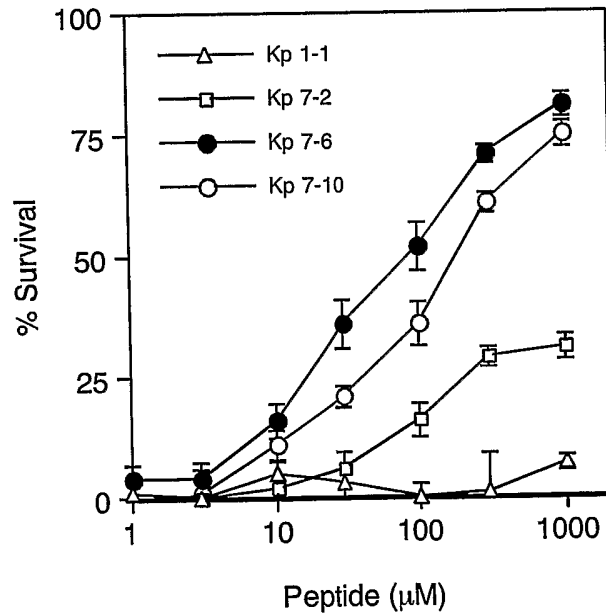 100
75
50
25
0
% Survival
Kp 1-1
Kp 7-2
Kp 7-6
Kp 7-10
1
10
100
1000
Peptide (μM)